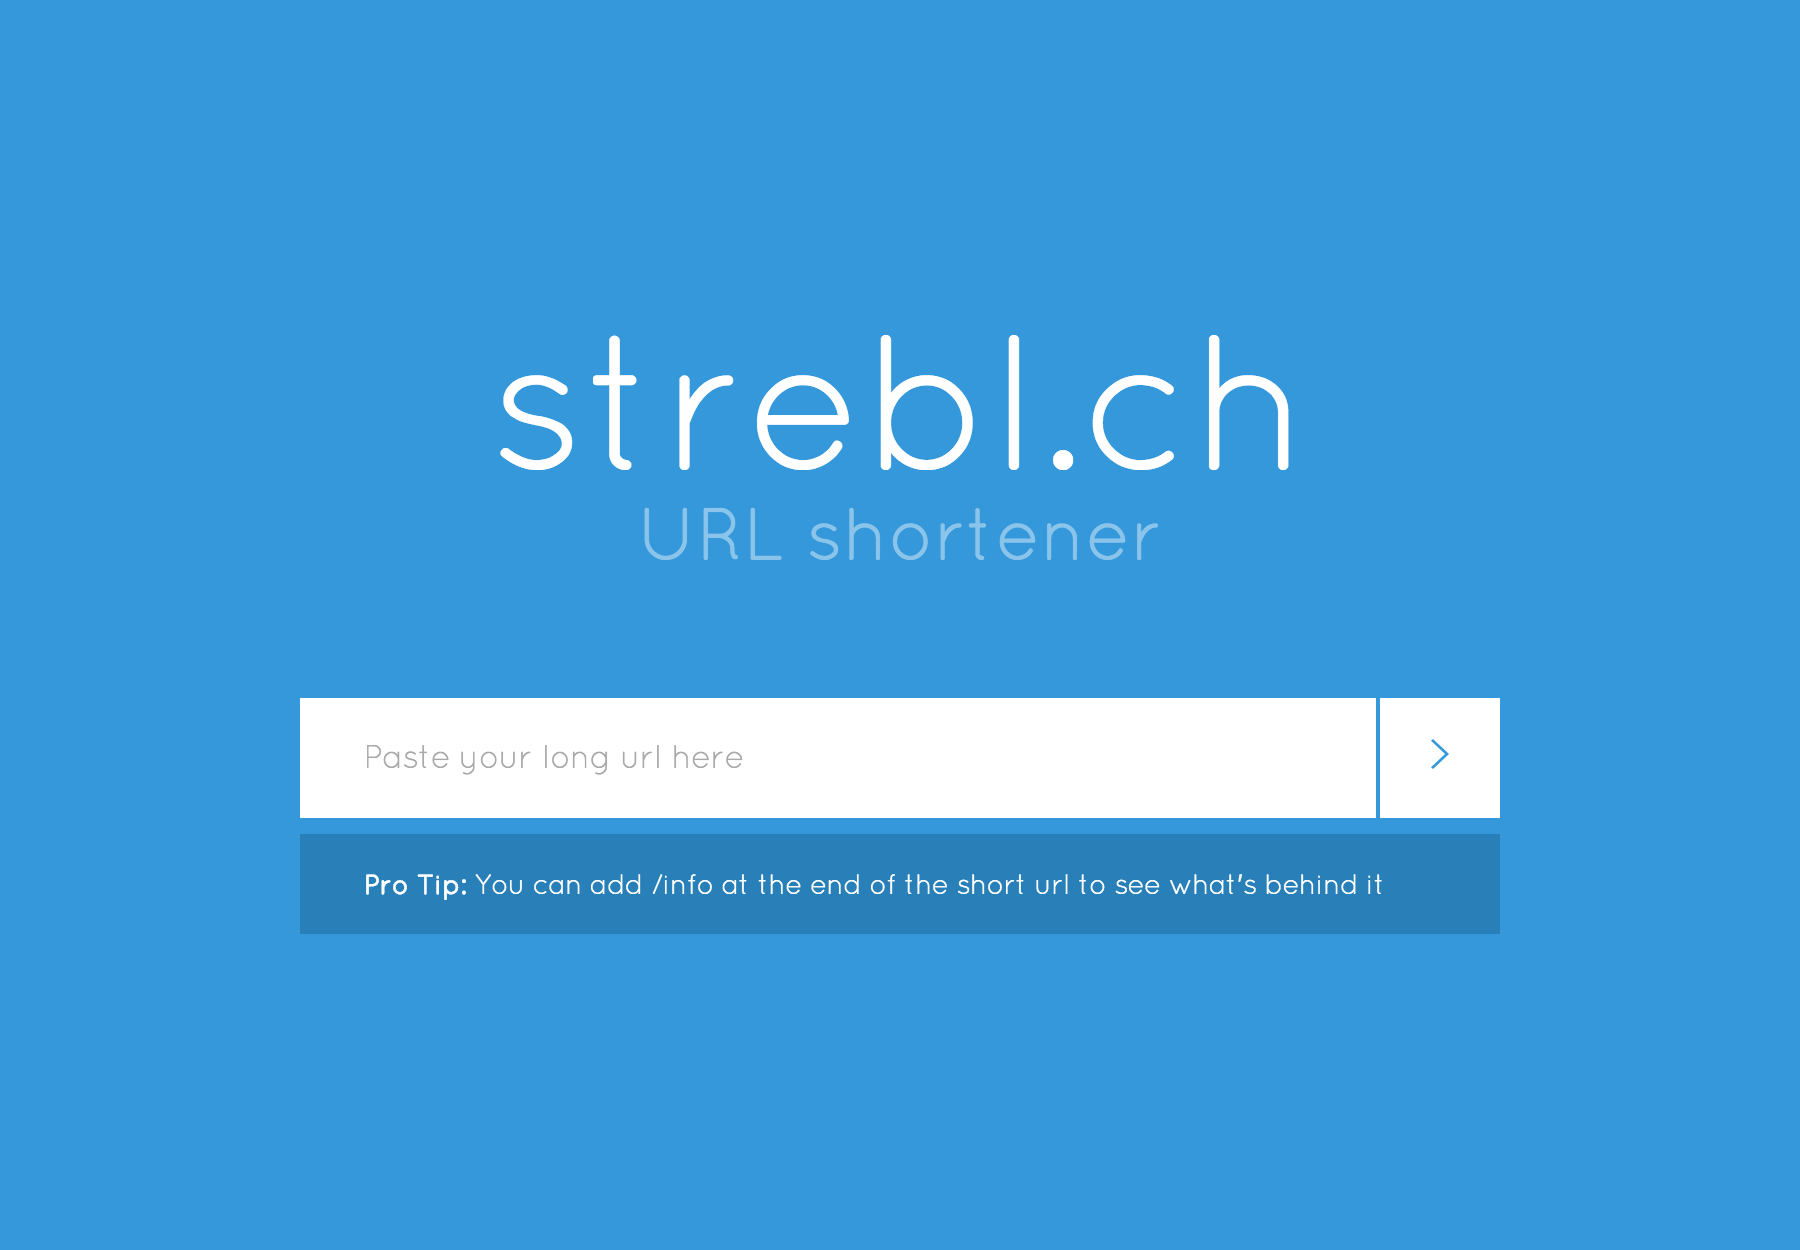 strebl.ch
URL shortener
Paste your long url here
Pro Tip: You can add /info at the end of the short url to see what's behind it